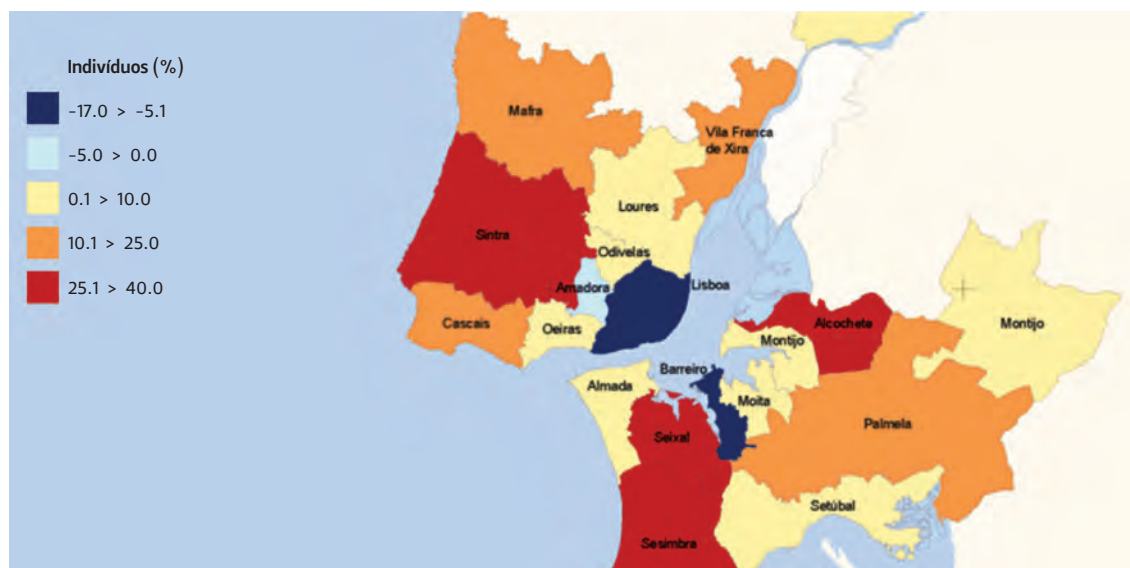 Indivíduos (%)
-17.0 > -5.1
-5.0 > 0.0
0.1 > 10.0
10.1 > 25.0
25.1 > 40.0
Mafra
Vila Franca
de Xira
Loures
Sintra
Odivelas
Amadora
Lisboa
Cascais
Oeiras
Alcochete
Montijo
Montijo
Barreiro
Almada
Moita
Seixal
Palmela
Setúbal
Sesimbra